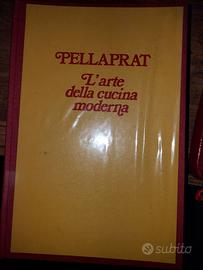 PELLAPRAT
L'arte
della cucina
moderna
subito